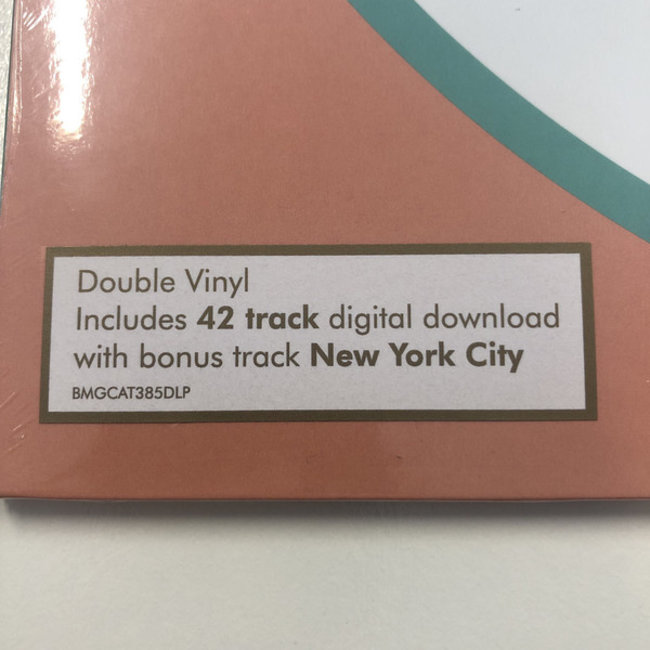 Double Vinyl
Includes 42 track digital download
with bonus track New York City
BMGCAT385DLP